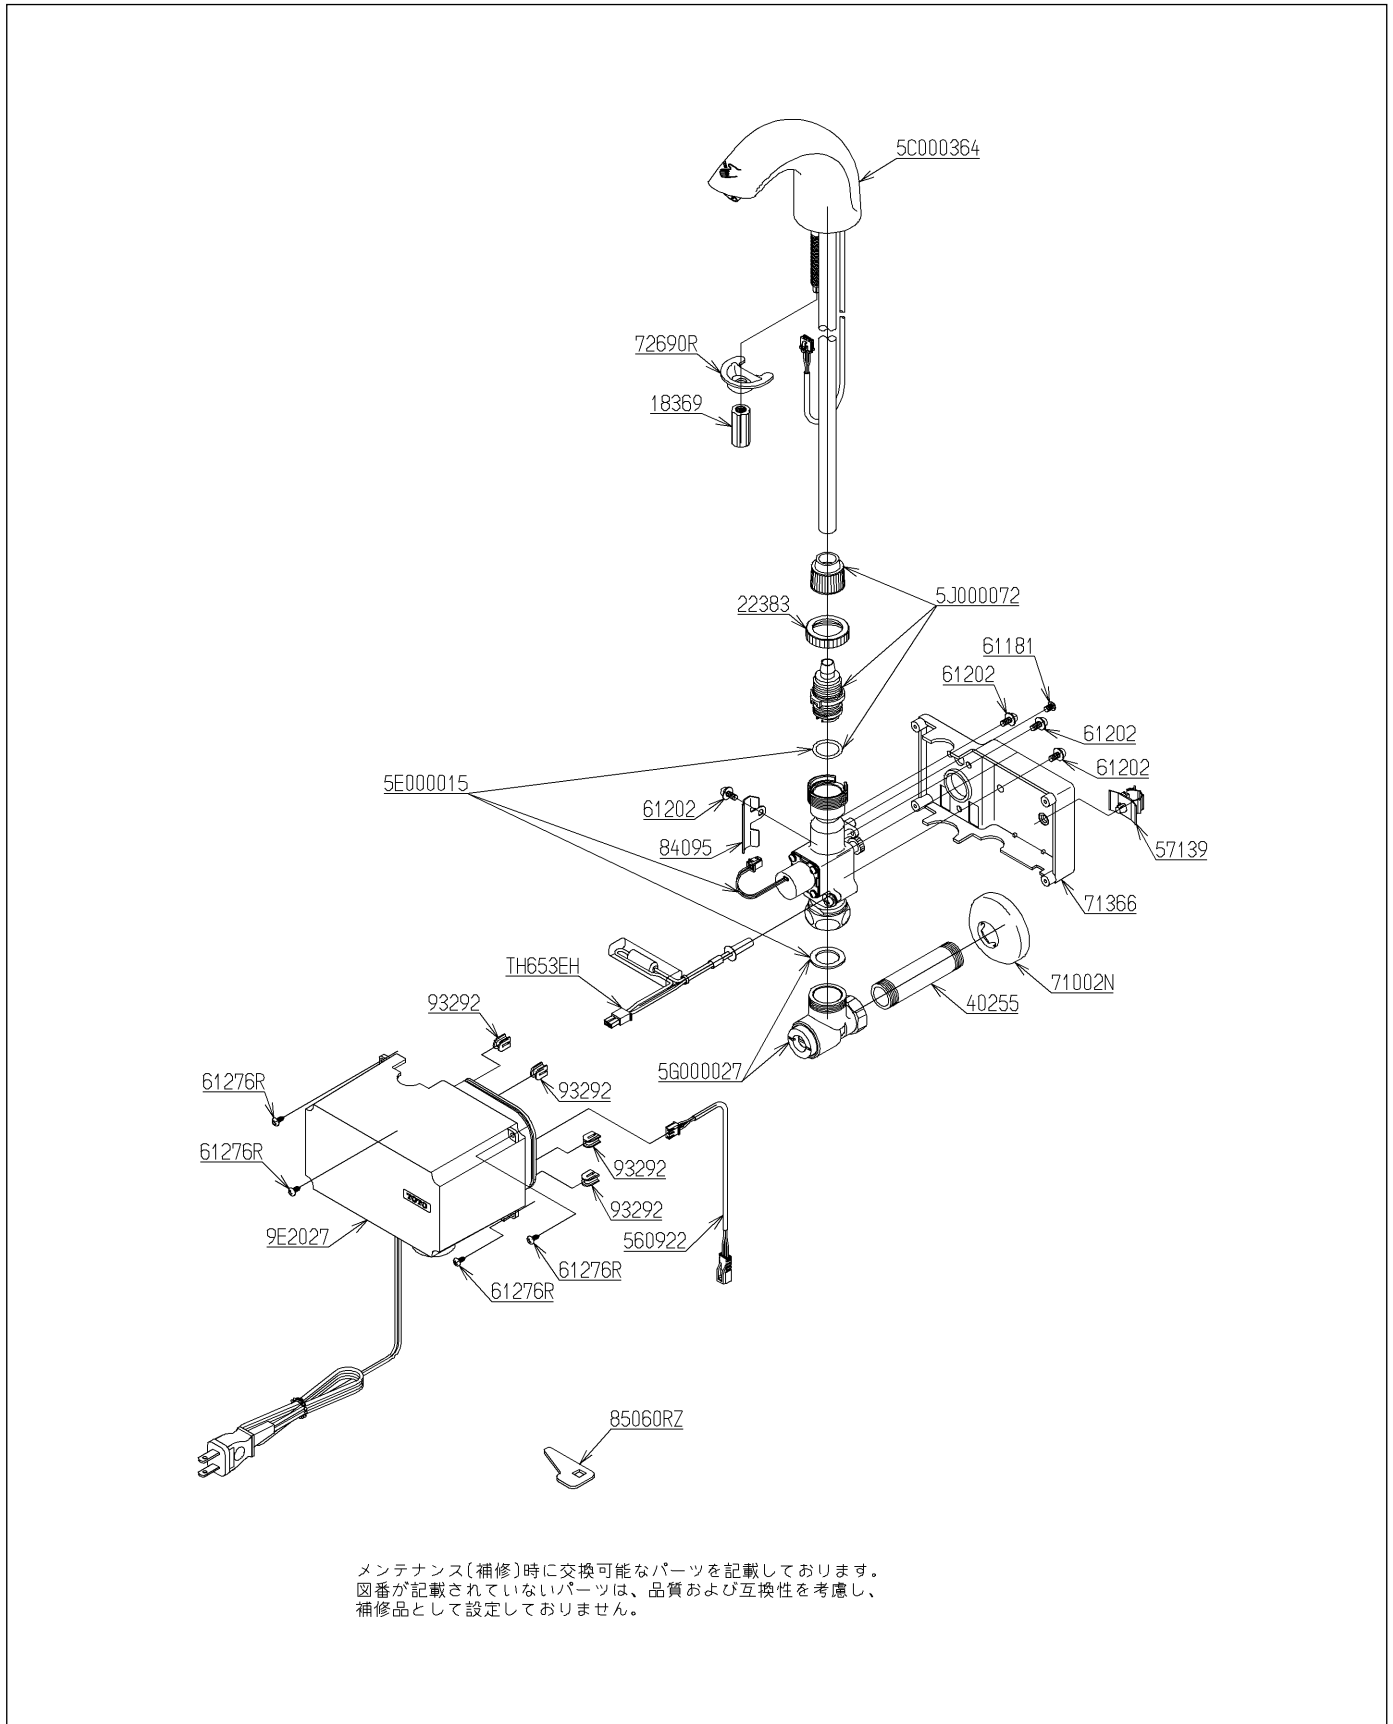 5C000364
72690R
18369
5J000072
22383
61181
61202
61202
61202
5E000015
61202
84095
57139
71366
TH653EH
71002N
40255
93292
5G000027
61276R
93292
61276R
93292
93292
TOTO
9E2027
560922
61276R
61276R
85060RZ
メンテナンス(補修)時に交換可能なパーツを記載しております。
図番が記載されていないパーツは、品質および互換性を考慮し、
補修品として設定しておりません。